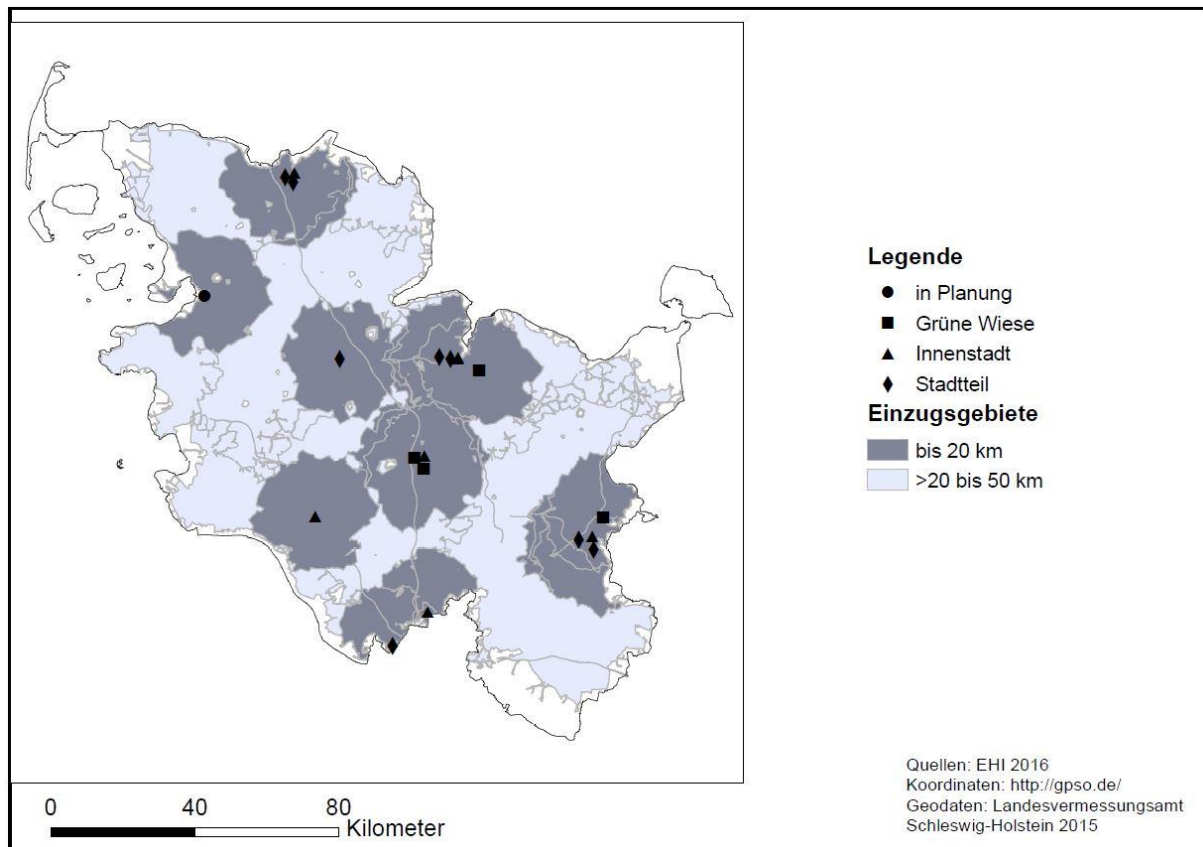 Legende
in Planung
Grüne Wiese
Innenstadt
Stadtteil
Einzugsgebiete
bis 20 km
>20 bis 50 km
Quellen: EHI 2016
Koordinaten: http://gpso.de/
Geodaten: Landesvermessungsamt
Schleswig-Holstein 2015
0 40 80
Kilometer